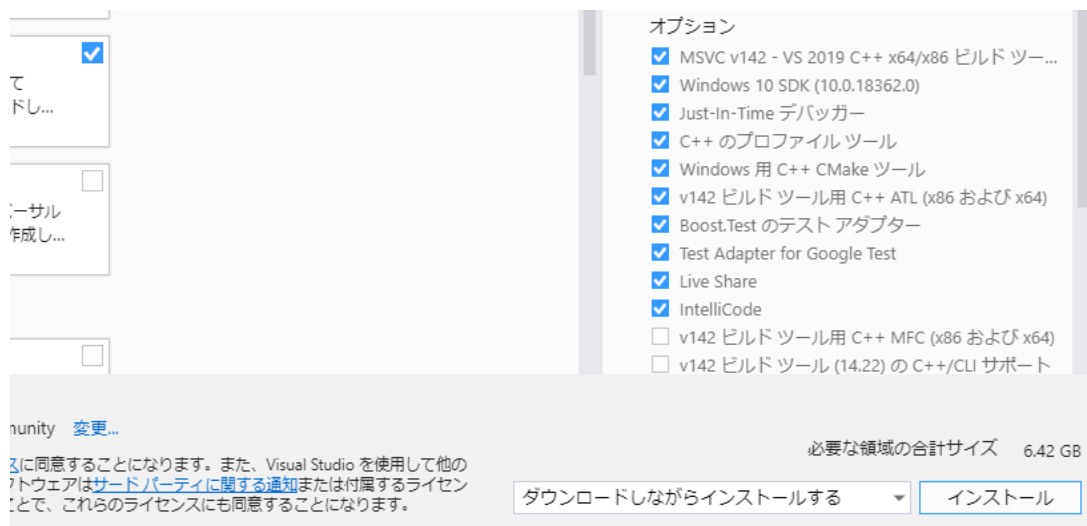 て
ドし...
ーサル
作成し...
オプション
MSVC v142 - VS 2019 C++ x64/x86 ビルド ツー...
Windows 10 SDK (10.0.18362.0)
Just-In-Time デバッガー
C++ のプロファイル ツール
Windows 用 C++ CMake ツール
v142 ビルド ツール用 C++ ATL (x86 および x64)
Boost.Test のテスト アダプター
Test Adapter for Google Test
Live Share
IntelliCode
v142 ビルド ツール用 C++ MFC (x86 および x64)
v142 ビルド ツール (14.22) の C++/CLI サポート
munity 変更...
スに同意することになります。また、Visual Studio を使用して他の
フトウェアはサード パーティに関する通知または付属するライセン
ことで、これらのライセンスにも同意することになります。
必要な領域の合計サイズ 6.42 GB
ダウンロードしながらインストールする
インストール